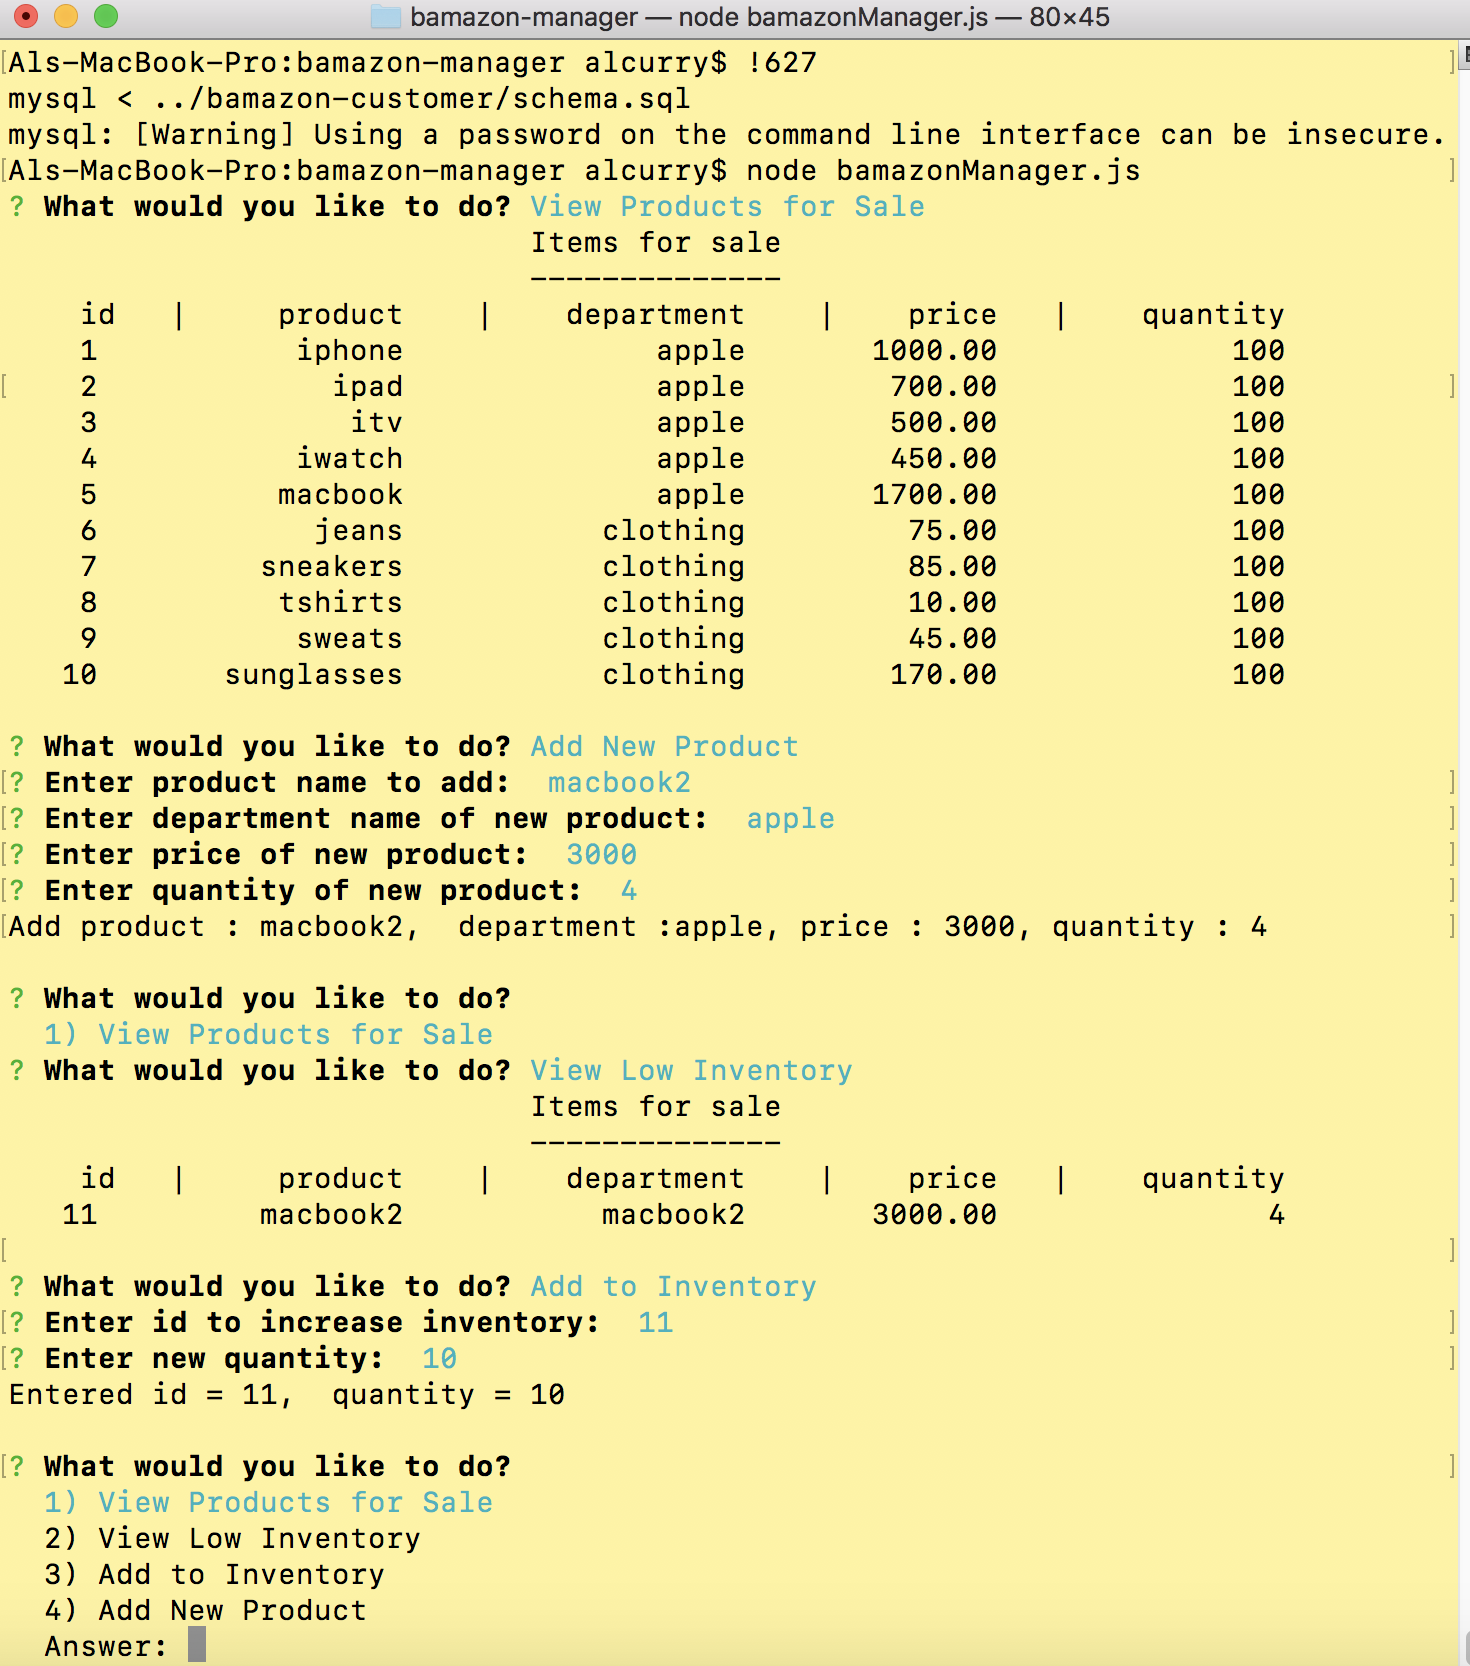 bamazon-manager — node bamazonManager.js — 80×45
[Als-MacBook-Pro:bamazon-manager alcurry$ !627 ]
mysql < ../bamazon-customer/schema.sql
mysql: [Warning] Using a password on the command line interface can be insecure.
[Als-MacBook-Pro:bamazon-manager alcurry$ node bamazonManager.js ]
? What would you like to do? View Products for Sale
Items for sale
--------------
id | product | department | price | quantity
1 iphone apple 1000.00 100
[ 2 ipad apple 700.00 100 ]
3 itv apple 500.00 100
4 iwatch apple 450.00 100
5 macbook apple 1700.00 100
6 jeans clothing 75.00 100
7 sneakers clothing 85.00 100
8 tshirts clothing 10.00 100
9 sweats clothing 45.00 100
10 sunglasses clothing 170.00 100
? What would you like to do? Add New Product
[? Enter product name to add: macbook2 ]
[? Enter department name of new product: apple ]
[? Enter price of new product: 3000 ]
[? Enter quantity of new product: 4 ]
[Add product : macbook2, department :apple, price : 3000, quantity : 4 ]
? What would you like to do?
1) View Products for Sale
? What would you like to do? View Low Inventory
Items for sale
--------------
id | product | department | price | quantity
11 macbook2 macbook2 3000.00 4
[ ]
? What would you like to do? Add to Inventory
[? Enter id to increase inventory: 11 ]
[? Enter new quantity: 10 ]
Entered id = 11, quantity = 10
[? What would you like to do? ]
1) View Products for Sale
2) View Low Inventory
3) Add to Inventory
4) Add New Product
Answer: